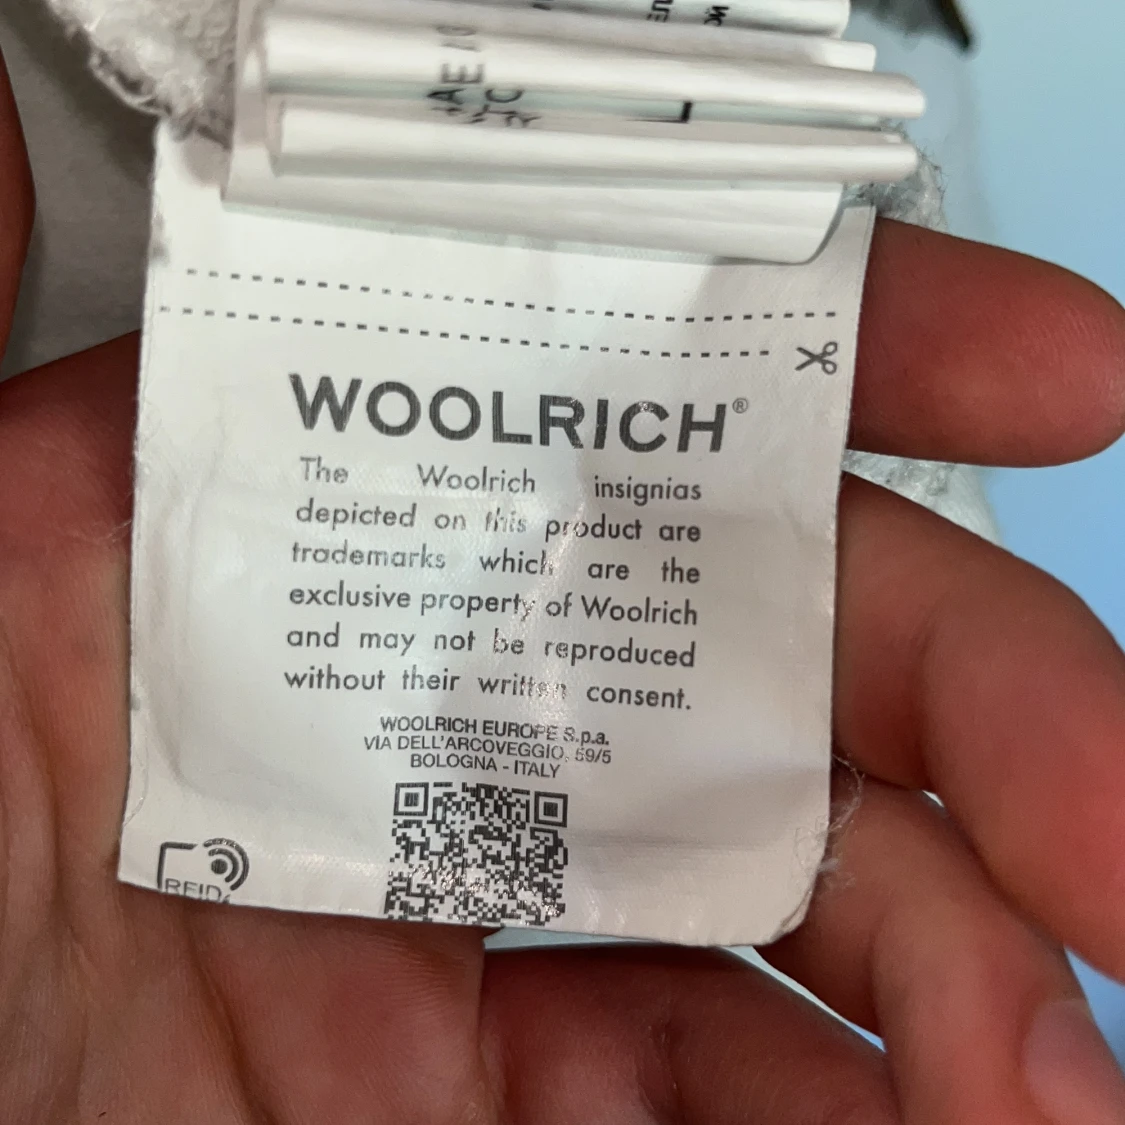 L
WOOLRICH®
The Woolrich insignias
depicted on this product are
trademarks which are the
exclusive property of Woolrich
and may not be reproduced
without their written consent.
WOOLRICH EUROPE S.p.a.
VIA DELL'ARCOVEGGIO, 59/5
BOLOGNA - ITALY
RFID